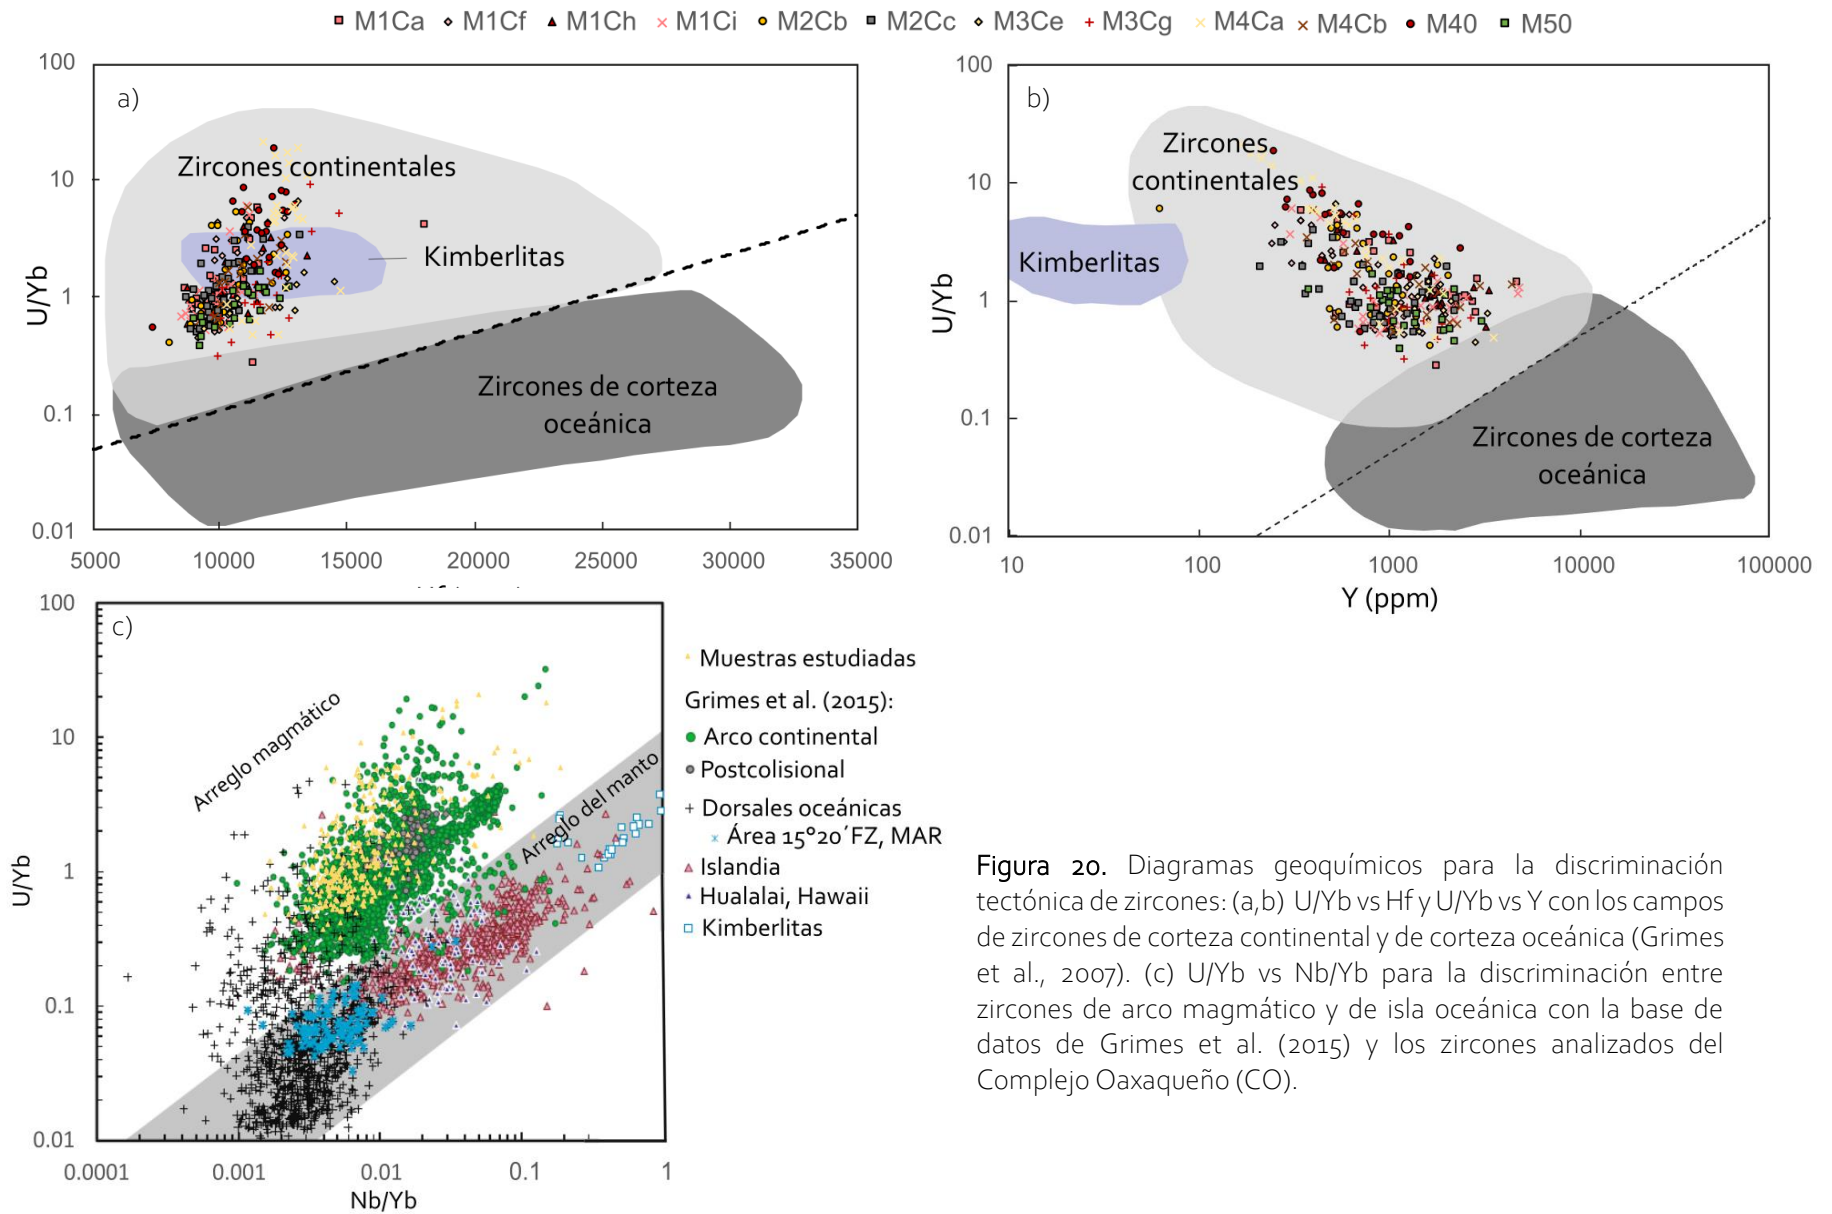 M1Ca M1Cf M1Ch M1Ci M2Cb M2Cc M3Ce M3Cg M4Ca M4Cb M40 M50
a)
100
10
1
0.1
0.01
U/Yb
Zircones continentales
Kimberlitas
Zircones de corteza
oceánica
5000 10000 15000 20000 25000 30000 35000
b)
100
10
1
0.1
0.01
U/Yb
Zircones
continentales
Kimberlitas
Zircones de corteza
oceánica
10 100 1000 10000 100000
Y (ppm)
c)
100
10
1
0.1
0.01
U/Yb
Arreglo magmático
Arreglo del manto
0.0001 0.001 0.01 0.1 1
Nb/Yb
Muestras estudiadas
Grimes et al. (2015):
Arco continental
Postcolisional
Dorsales oceánicas
Área 15°20´FZ, MAR
Islandia
Hualalai, Hawaii
Kimberlitas
Figura 20. Diagramas geoquímicos para la discriminación
tectónica de zircones: (a,b) U/Yb vs Hf y U/Yb vs Y con los campos
de zircones de corteza continental y de corteza oceánica (Grimes
et al., 2007). (c) U/Yb vs Nb/Yb para la discriminación entre
zircones de arco magmático y de isla oceánica con la base de
datos de Grimes et al. (2015) y los zircones analizados del
Complejo Oaxaqueño (CO).